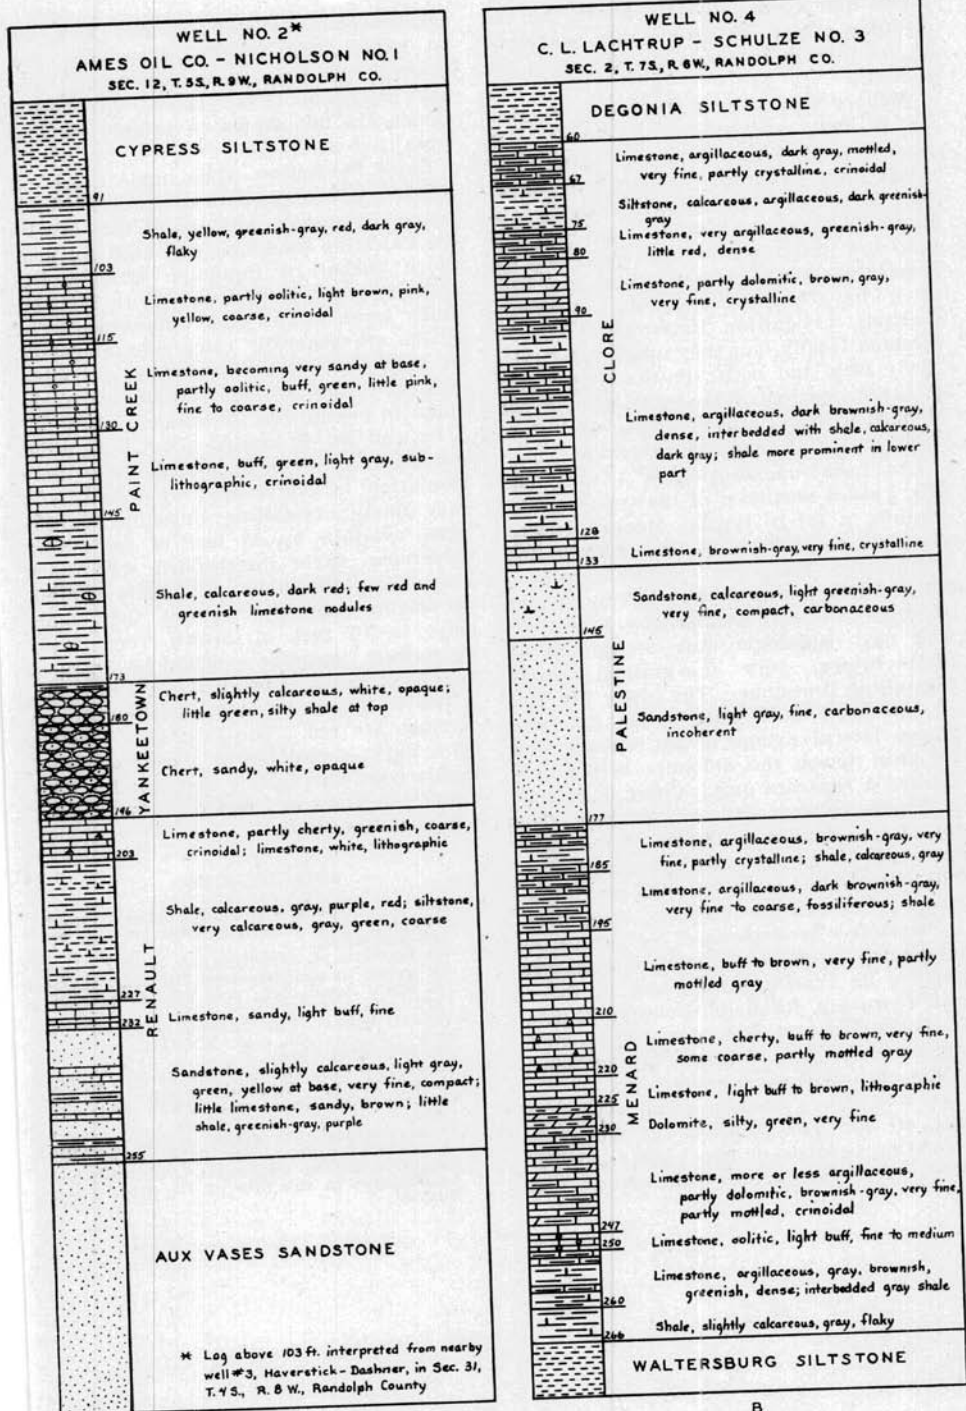 WELL NO. 2*
AMES OIL CO. - NICHOLSON NO. 1
SEC. 12, T. 5S., R. 9W., RANDOLPH CO.
CYPRESS SILTSTONE
91
Shale, yellow, greenish-gray, red, dark gray,
flaky
103
Limestone, partly oolitic, light brown, pink,
yellow, coarse, crinoidal
115
PAINT CREEK
Limestone, becoming very sandy at base,
partly oolitic, buff, green, little pink,
fine to coarse, crinoidal
130
Limestone, buff, green, light gray, sub-
lithographic, crinoidal
145
Shale, calcareous, dark red; few red and
greenish limestone nodules
173
YANKEETOWN
Chert, slightly calcareous, white, opaque;
little green, silty shale at top
180
Chert, sandy, white, opaque
196
Limestone, partly cherty, greenish, coarse,
crinoidal; limestone, white, lithographic
203
RENAULT
Shale, calcareous, gray, purple, red; siltstone,
very calcareous, gray, green, coarse
227
Limestone, sandy, light buff, fine
232
Sandstone, slightly calcareous, light gray,
green, yellow at base, very fine, compact;
little limestone, sandy, brown; little
shale, greenish-gray, purple
255
AUX VASES SANDSTONE
* Log above 103 ft. interpreted from nearby
well #3, Haverstick-Dashner, in Sec. 31,
T. 4 S., R. 8 W., Randolph County
WELL NO. 4
C. L. LACHTRUP - SCHULZE NO. 3
SEC. 2, T. 7S., R. 6W., RANDOLPH CO.
DEGONIA SILTSTONE
60
Limestone, argillaceous, dark gray, mottled,
very fine, partly crystalline, crinoidal
67
Siltstone, calcareous, argillaceous, dark greenish-
gray
75
Limestone, very argillaceous, greenish-gray,
little red, dense
80
Limestone, partly dolomitic, brown, gray,
very fine, crystalline
90
CLORE
Limestone, argillaceous, dark brownish-gray,
dense, interbedded with shale, calcareous,
dark gray; shale more prominent in lower
part
128
Limestone, brownish-gray, very fine, crystalline
133
Sandstone, calcareous, light greenish-gray,
very fine, compact, carbonaceous
145
PALESTINE
Sandstone, light gray, fine, carbonaceous,
incoherent
177
Limestone, argillaceous, brownish-gray, very
fine, partly crystalline; shale, calcareous, gray
185
Limestone, argillaceous, dark brownish-gray,
very fine to coarse, fossiliferous; shale
195
Limestone, buff to brown, very fine, partly
mottled gray
210
MENARD
Limestone, cherty, buff to brown, very fine,
some coarse, partly mottled gray
220
Limestone, light buff to brown, lithographic
225
Dolomite, silty, green, very fine
230
Limestone, more or less argillaceous,
partly dolomitic, brownish-gray, very fine,
partly mottled, crinoidal
247
Limestone, oolitic, light buff, fine to medium
250
Limestone, argillaceous, gray, brownish,
greenish, dense; interbedded gray shale
260
Shale, slightly calcareous, gray, flaky
266
WALTERSBURG SILTSTONE
B